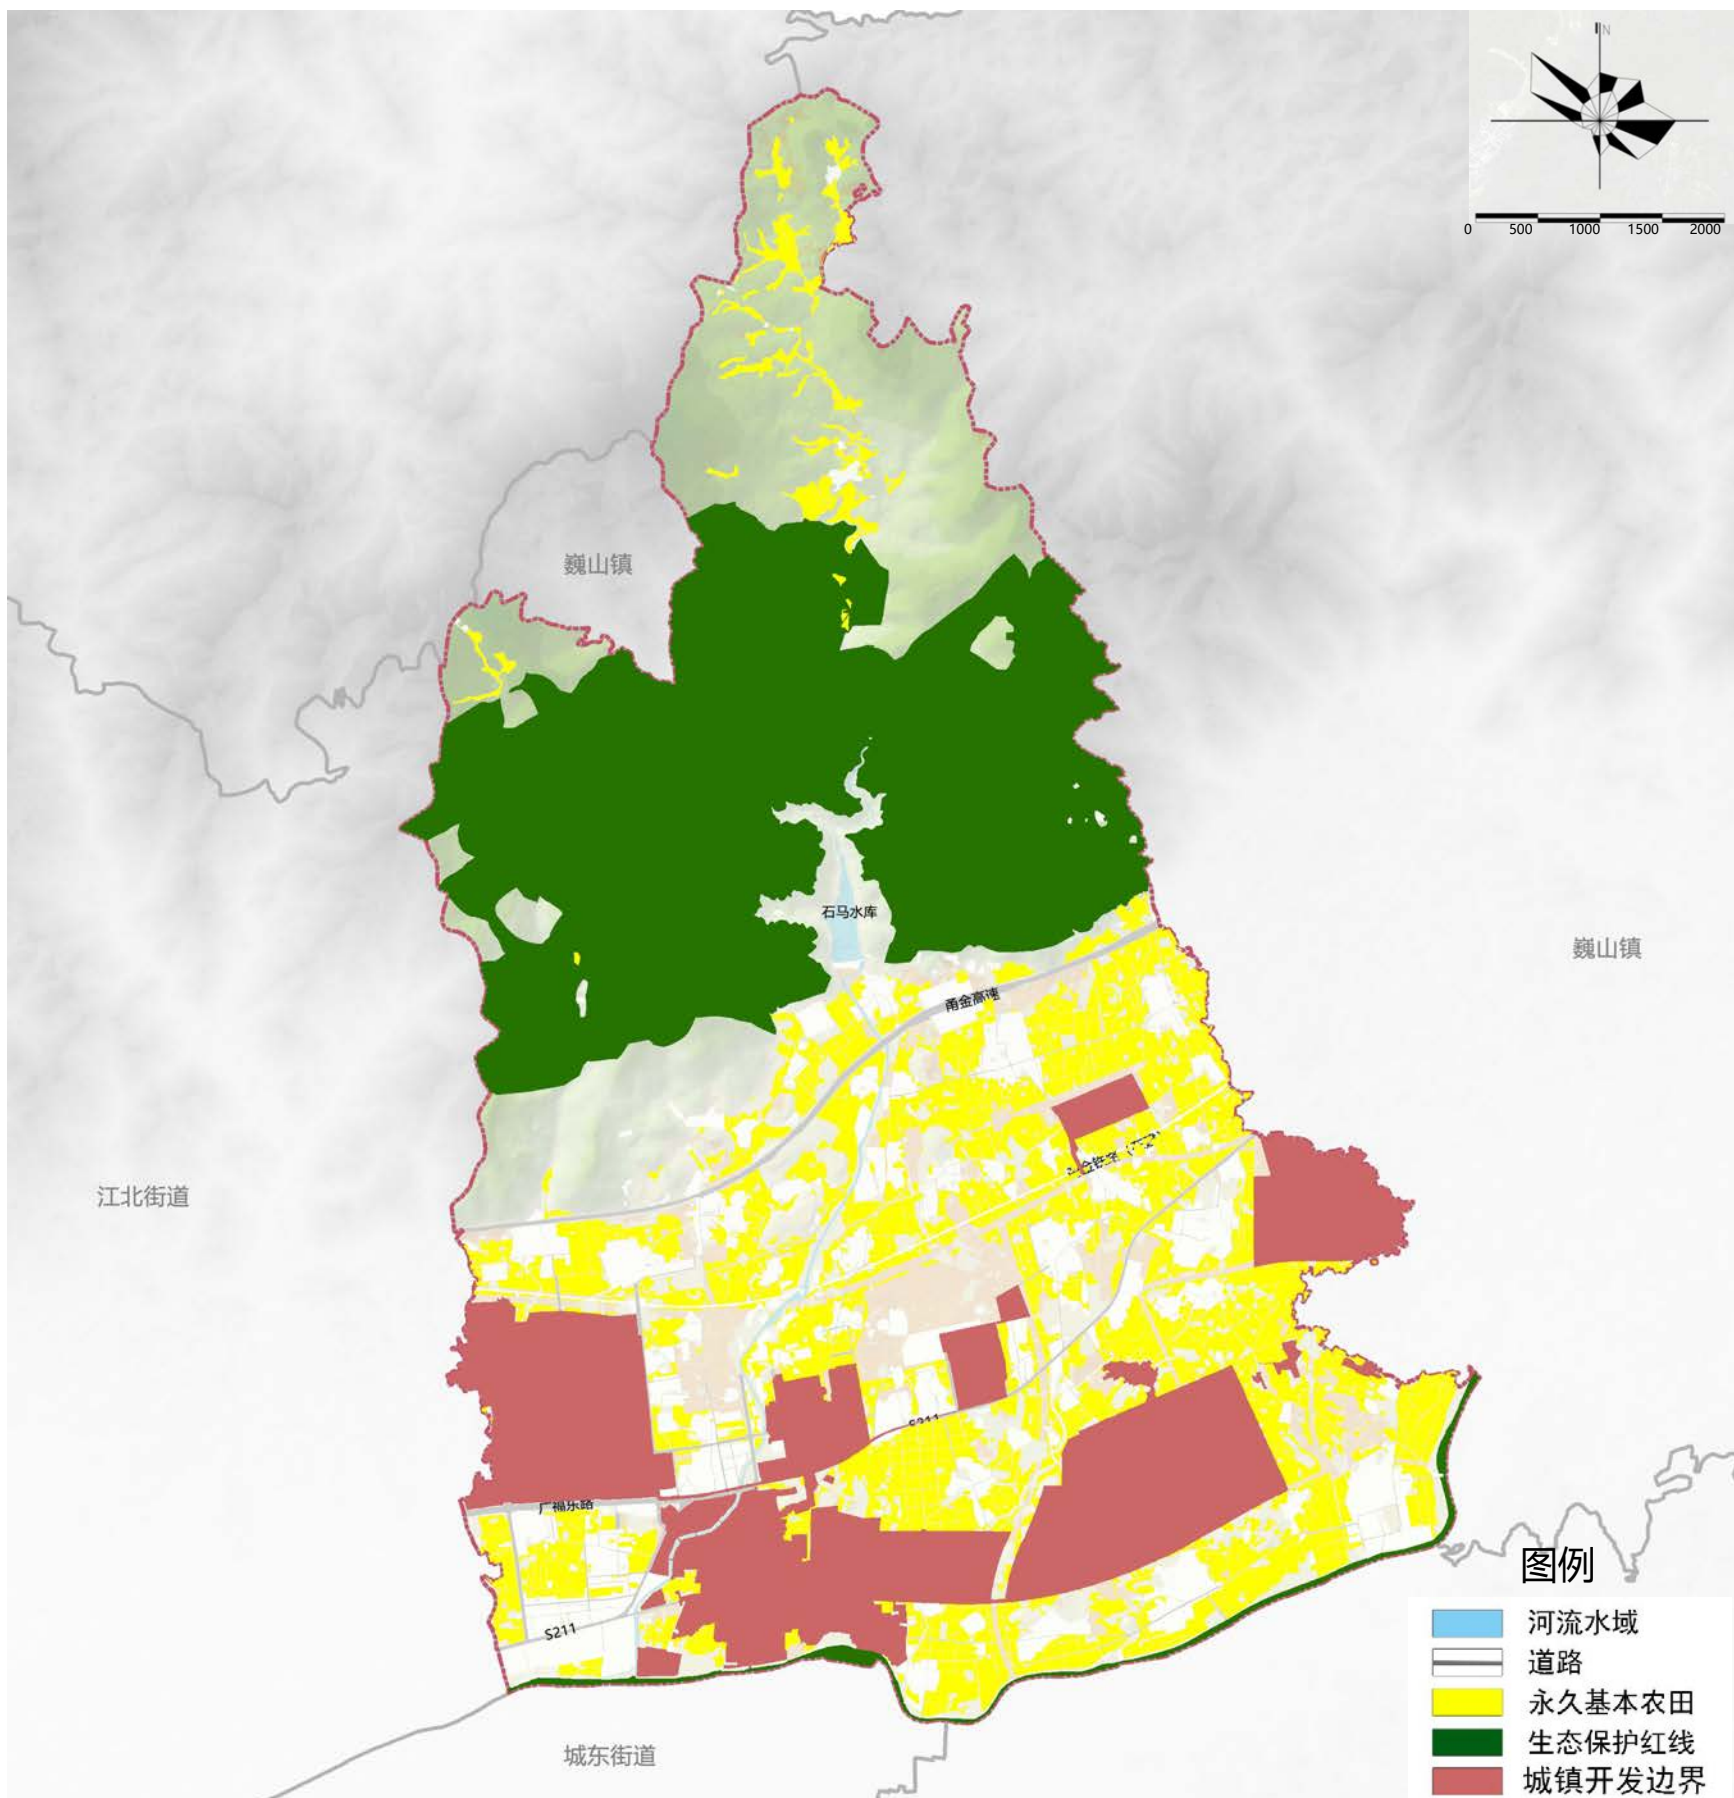 N
0 500 1000 1500 2000
巍山镇
石马水库
巍山镇
甬金高速
江北街道
S211
广福东路
S211
城东街道
图例
河流水域
道路
永久基本农田
生态保护红线
城镇开发边界